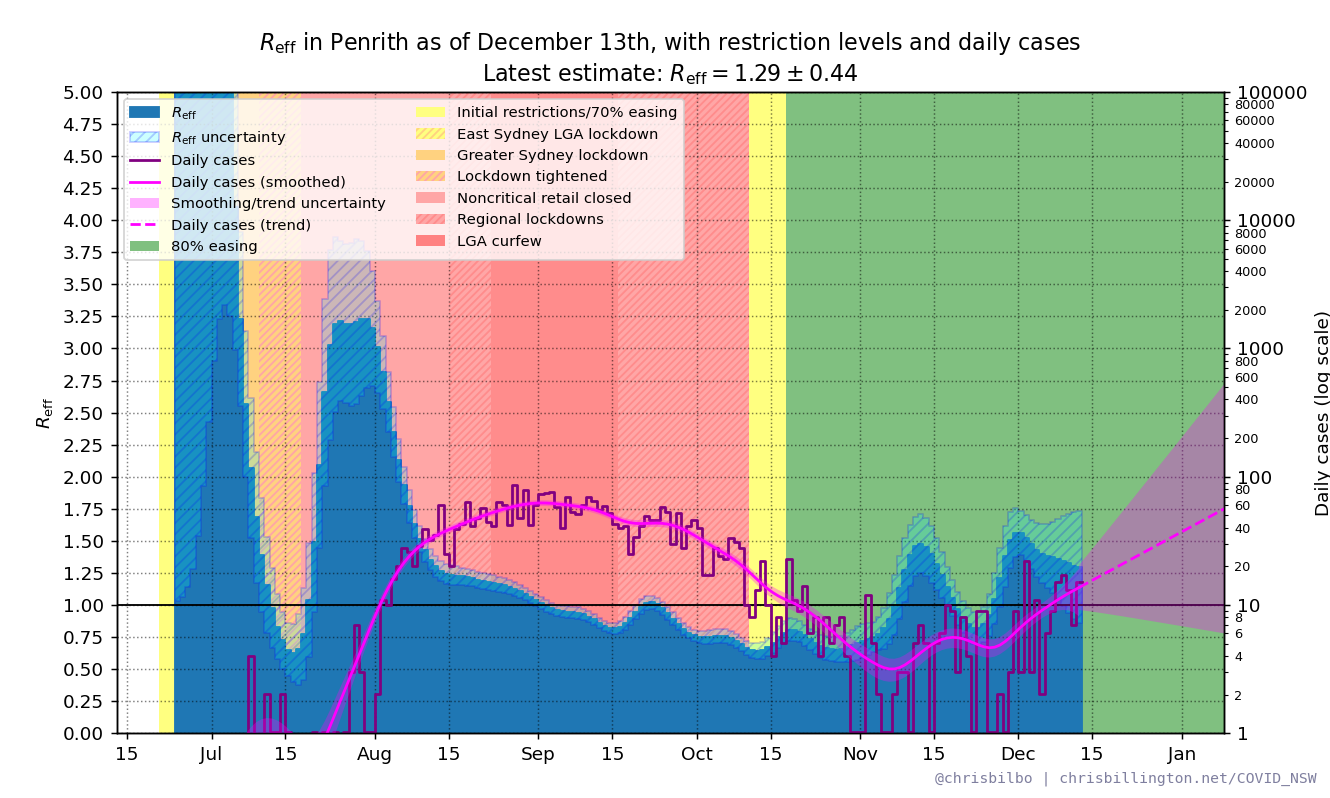 R_eff in Penrith as of December 13th, with restriction levels and daily cases
Latest estimate: R_eff = 1.29 ± 0.44
R_eff
R_eff uncertainty
Daily cases
Daily cases (smoothed)
Smoothing/trend uncertainty
Daily cases (trend)
80% easing
Initial restrictions/70% easing
East Sydney LGA lockdown
Greater Sydney lockdown
Lockdown tightened
Noncritical retail closed
Regional lockdowns
LGA curfew
R_eff
5.00
4.75
4.50
4.25
4.00
3.75
3.50
3.25
3.00
2.75
2.50
2.25
2.00
1.75
1.50
1.25
1.00
0.75
0.50
0.25
0.00
15 Jul 15 Aug 15 Sep 15 Oct 15 Nov 15 Dec 15 Jan
100000
80000
60000
40000
20000
10000
8000
6000
4000
2000
1000
800
600
400
200
100
80
60
40
20
10
8
6
4
2
1
Daily cases (log scale)
@chrisbilbo | chrisbillington.net/COVID_NSW